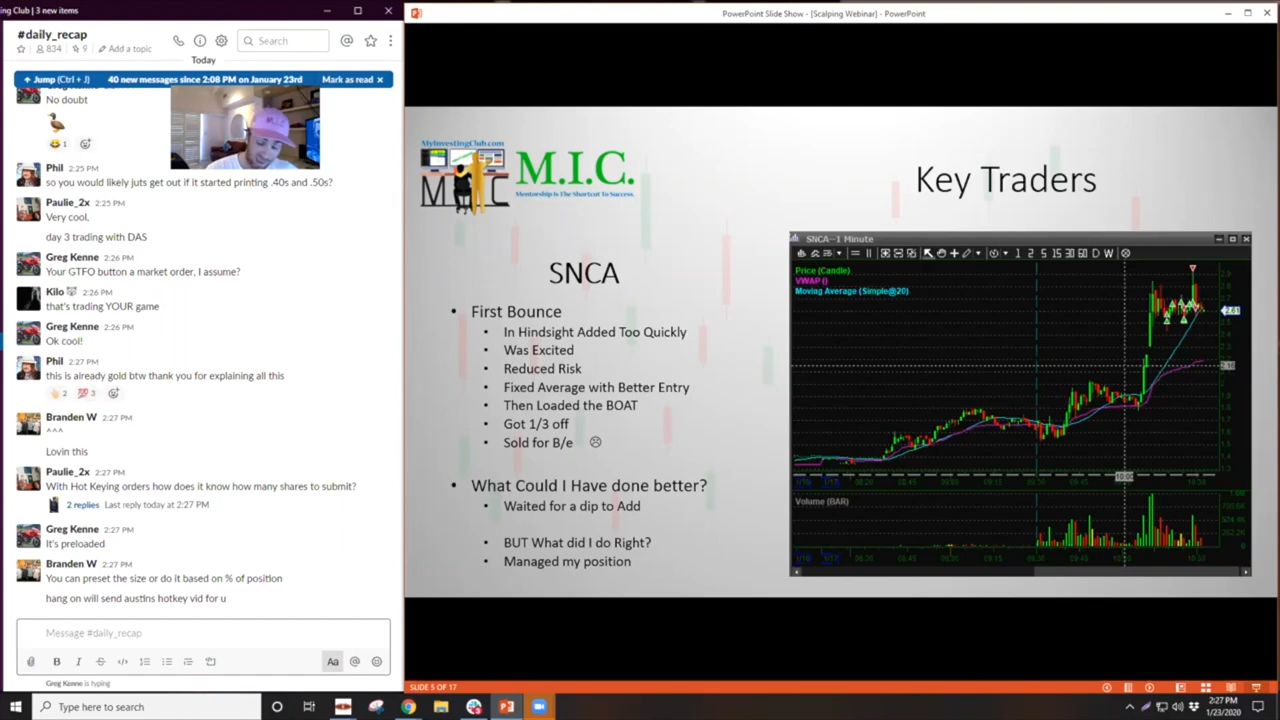 ing Club | 3 new items
#daily_recap
834
9
Add a topic
Search
Today
Jump (Ctrl + J)
40 new messages since 2:08 PM on January 23rd
Mark as read
Greg Kenne
No doubt
1
Phil 2:25 PM
so you would likely juts get out if it started printing .40s and .50s?
Paulie_2x 2:25 PM
Very cool,
day 3 trading with DAS
Greg Kenne 2:26 PM
Your GTFO button a market order, I assume?
Kilo 2:26 PM
that's trading YOUR game
Greg Kenne 2:26 PM
Ok cool!
Phil 2:27 PM
this is already gold btw thank you for explaining all this
2
3
Branden W 2:27 PM
^^^
Lovin this
Paulie_2x 2:27 PM
With Hot Keying orders how does it know how many shares to submit?
2 replies Last reply today at 2:27 PM
Greg Kenne 2:27 PM
It's preloaded
Branden W 2:27 PM
You can preset the size or do it based on % of position
hang on will send austins hotkey vid for u
Message #daily_recap
B I S Aa @
Greg Kenne is typing
PowerPoint Slide Show - [Scalping Webinar] - PowerPoint
MyInvestingClub.com
MIC
M.I.C.
Mentorship Is The Shortcut To Success.
Key Traders
SNCA
• First Bounce
• In Hindsight Added Too Quickly
• Was Excited
• Reduced Risk
• Fixed Average with Better Entry
• Then Loaded the BOAT
• Got 1/3 off
• Sold for B/e ☹
• What Could I Have done better?
• Waited for a dip to Add
• BUT What did I do Right?
• Managed my position
SNCA--1 Minute
1 2 5 15 30 60 D W
Price (Candle)
VWAP ()
Moving Average (Simple@20)
2.61
Volume (BAR)
SLIDE 5 OF 17
Type here to search
2:27 PM
1/23/2020